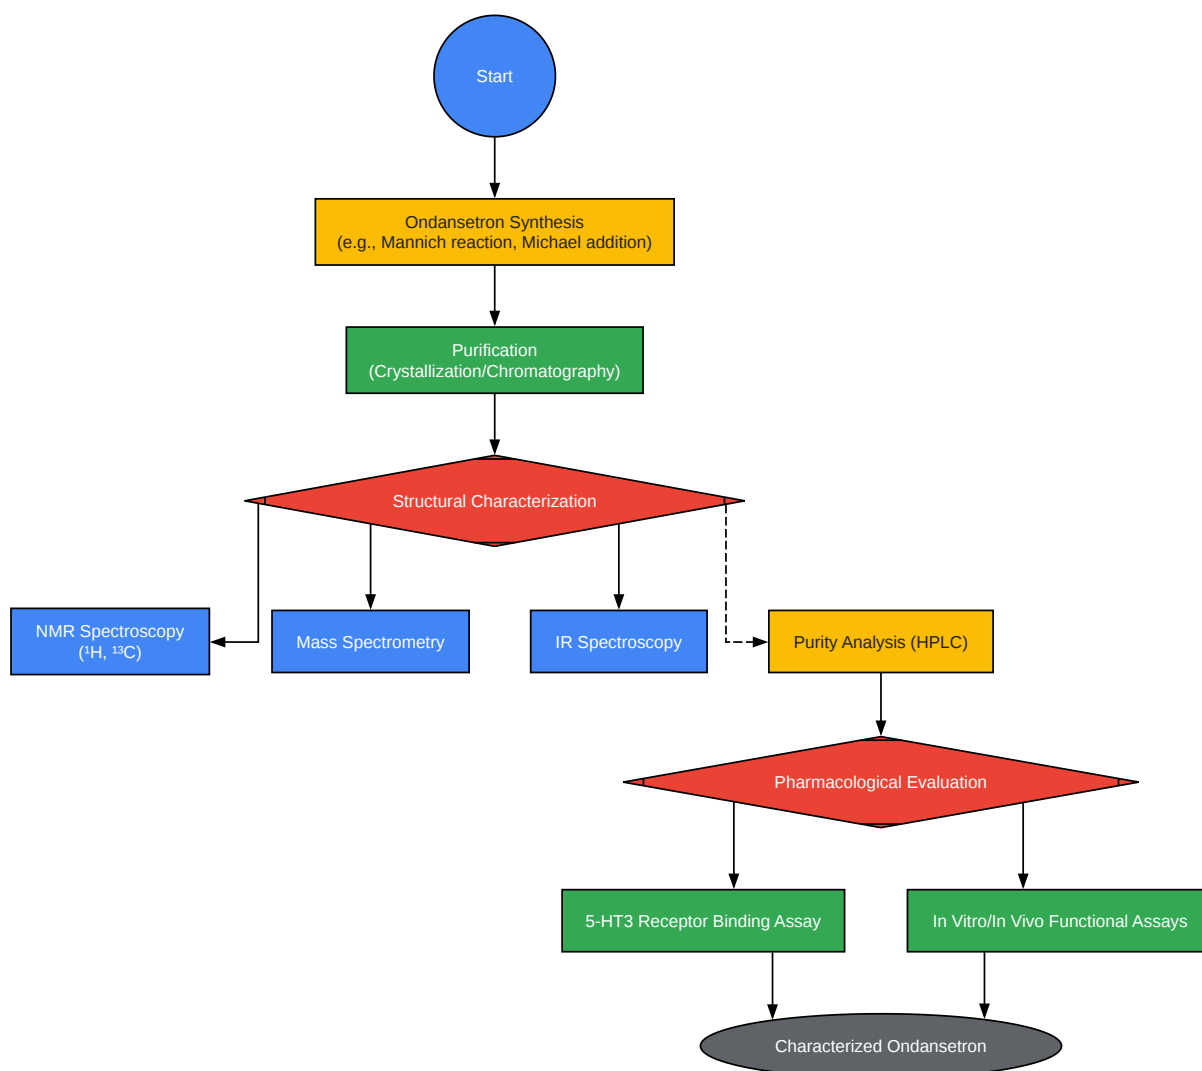 Start
Ondansetron Synthesis
(e.g., Mannich reaction, Michael addition)
Purification
(Crystallization/Chromatography)
Structural Characterization
NMR Spectroscopy
(¹H, ¹³C)
Mass Spectrometry
IR Spectroscopy
Purity Analysis (HPLC)
Pharmacological Evaluation
5-HT3 Receptor Binding Assay
In Vitro/In Vivo Functional Assays
Characterized Ondansetron